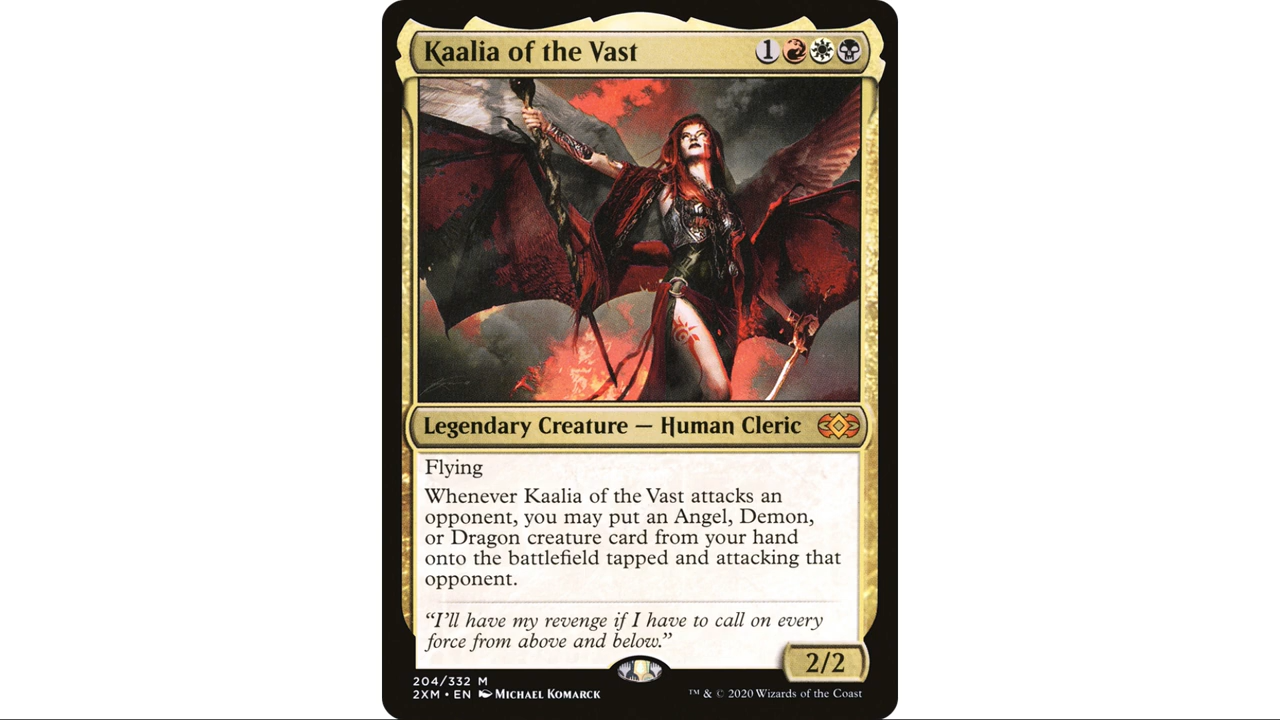 Kaalia of the Vast 1
Legendary Creature — Human Cleric
Flying
Whenever Kaalia of the Vast attacks an
opponent, you may put an Angel, Demon,
or Dragon creature card from your hand
onto the battlefield tapped and attacking that
opponent.
“I’ll have my revenge if I have to call on every
force from above and below.”
2/2
204/332 M
2XM • EN Michael Komarck
™ & © 2020 Wizards of the Coast